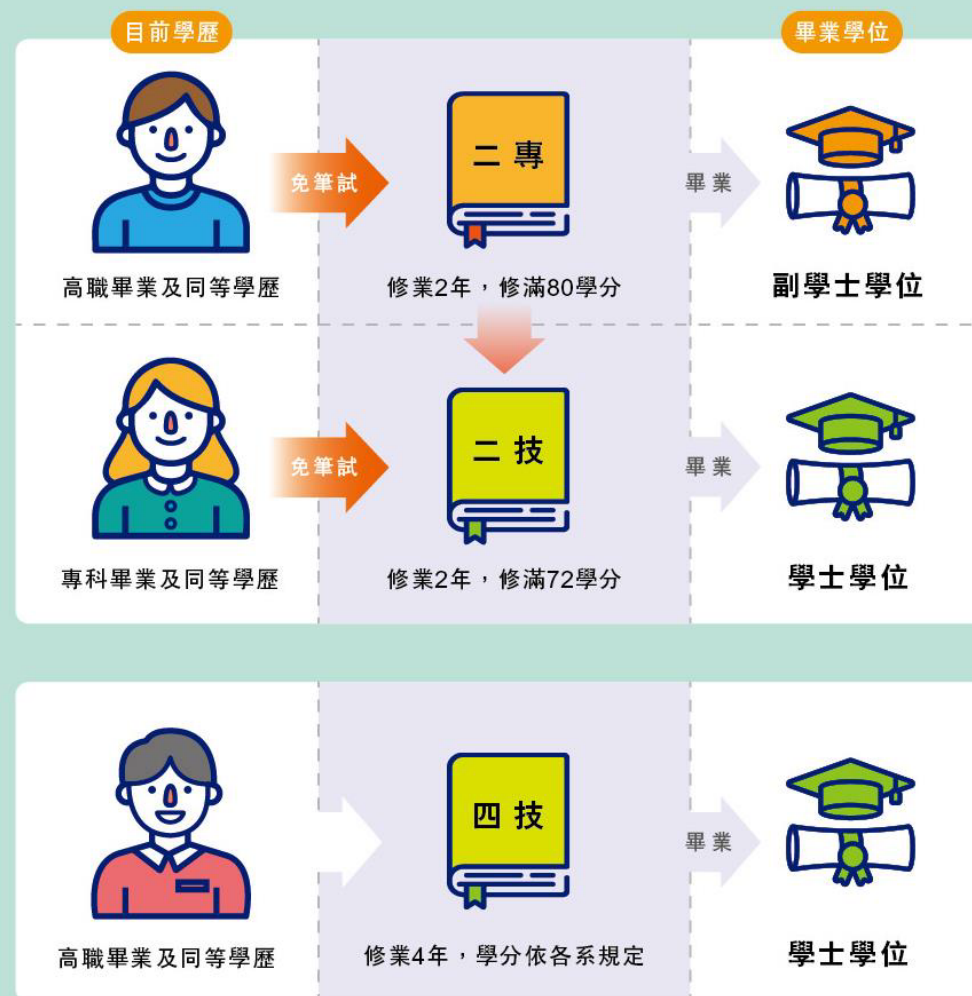 目前學歷
畢業學位
免筆試
二專
畢業
高職畢業及同等學歷
修業2年，修滿80學分
副學士學位
免筆試
二技
畢業
專科畢業及同等學歷
修業2年，修滿72學分
學士學位
四技
畢業
高職畢業及同等學歷
修業4年，學分依各系規定
學士學位